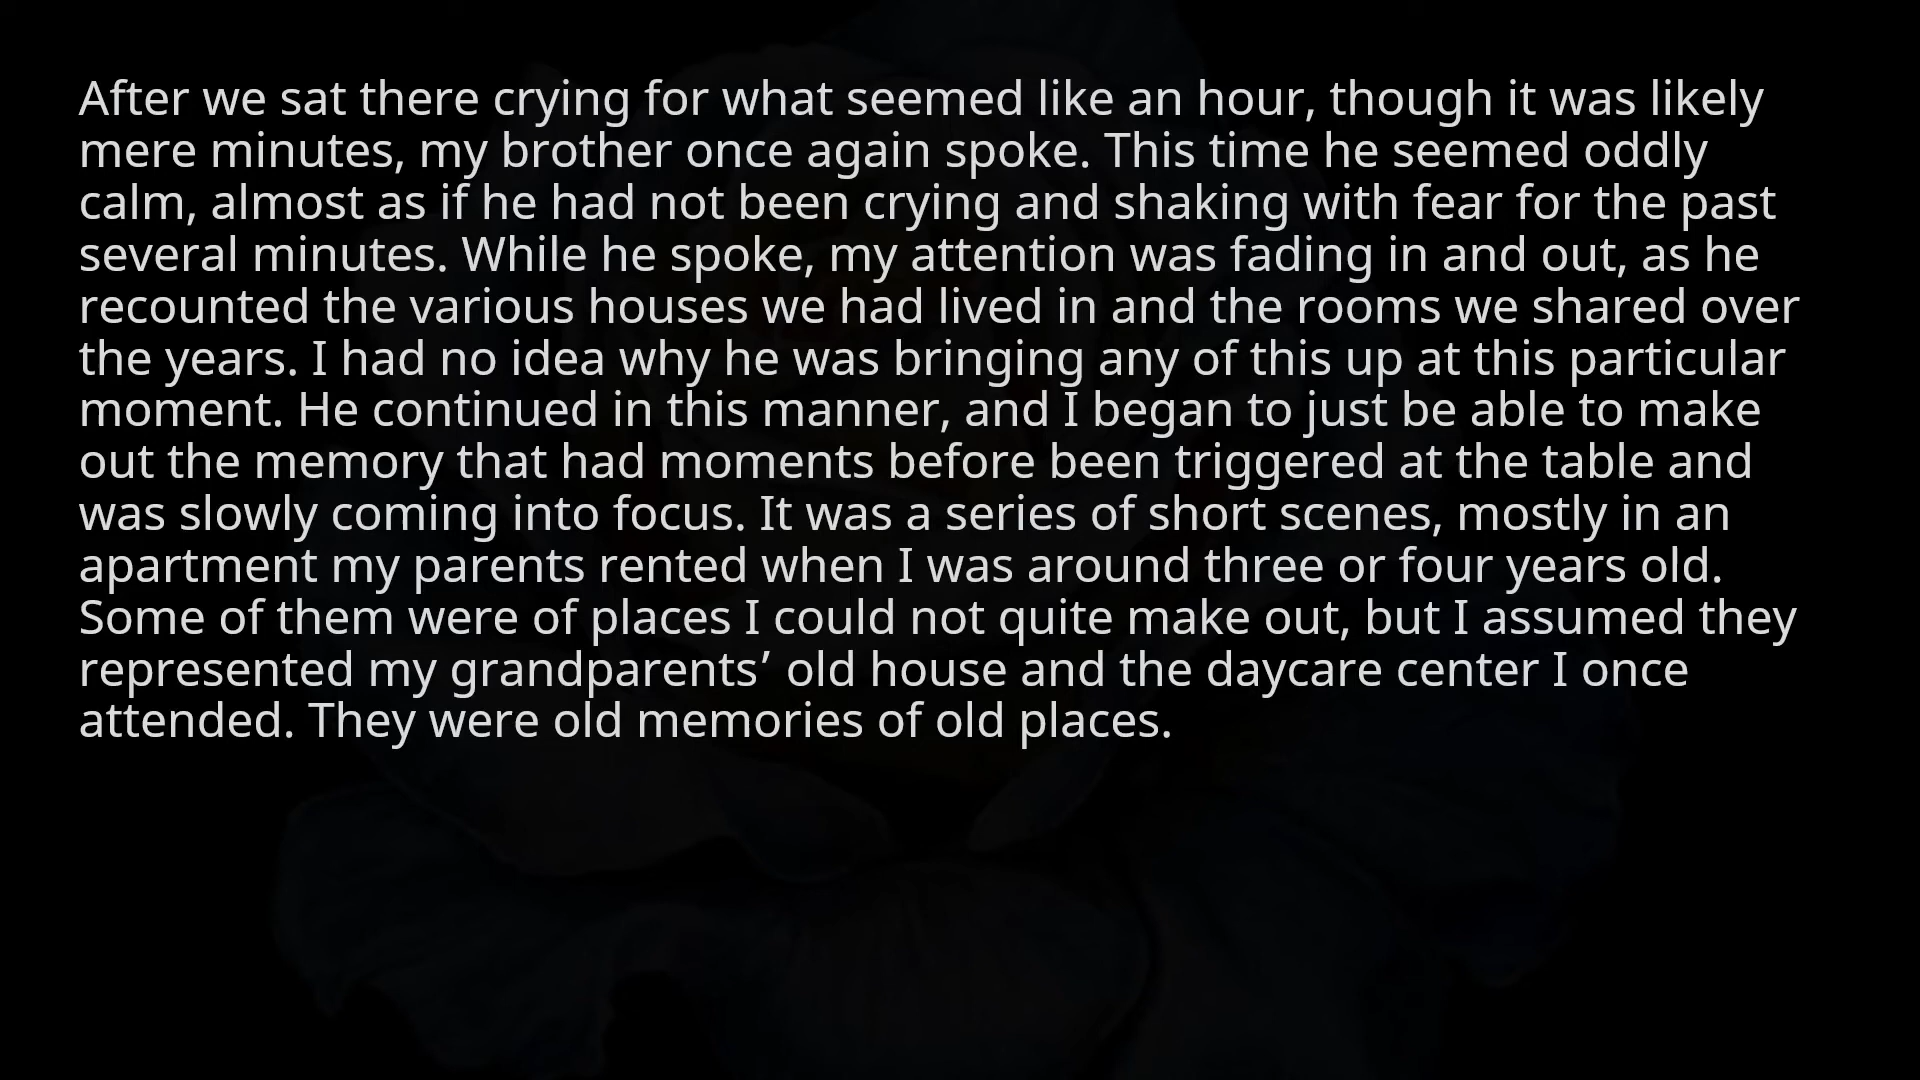 After we sat there crying for what seemed like an hour, though it was likely
mere minutes, my brother once again spoke. This time he seemed oddly
calm, almost as if he had not been crying and shaking with fear for the past
several minutes. While he spoke, my attention was fading in and out, as he
recounted the various houses we had lived in and the rooms we shared over
the years. I had no idea why he was bringing any of this up at this particular
moment. He continued in this manner, and I began to just be able to make
out the memory that had moments before been triggered at the table and
was slowly coming into focus. It was a series of short scenes, mostly in an
apartment my parents rented when I was around three or four years old.
Some of them were of places I could not quite make out, but I assumed they
represented my grandparents’ old house and the daycare center I once
attended. They were old memories of old places.